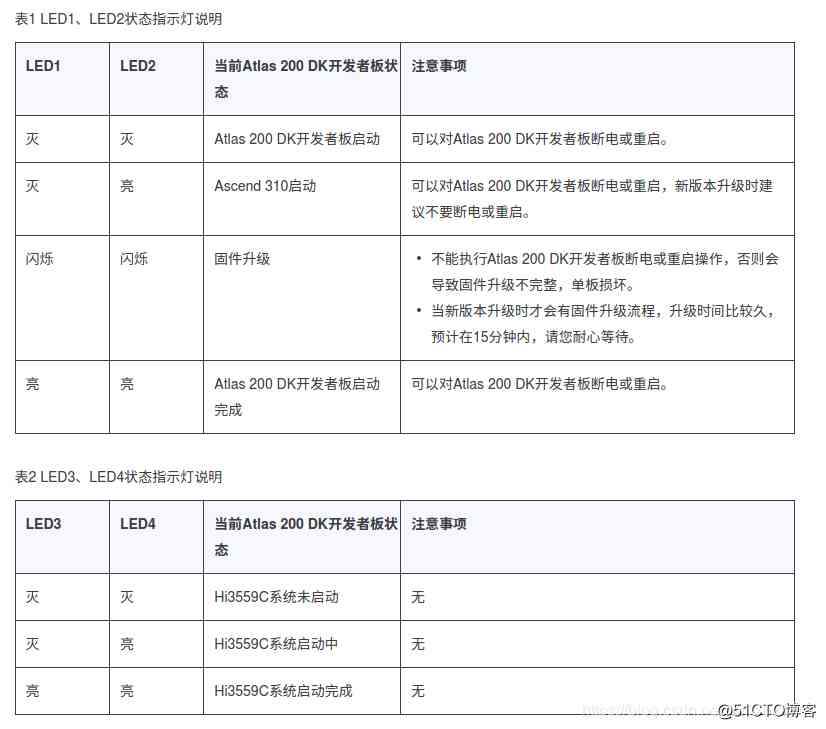 表1 LED1、LED2状态指示灯说明
LED1 LED2 当前Atlas 200 DK开发者板状 注意事项
态
灭 灭 Atlas 200 DK开发者板启动 可以对Atlas 200 DK开发者板断电或重启。
灭 亮 Ascend 310启动 可以对Atlas 200 DK开发者板断电或重启，新版本升级时建
议不要断电或重启。
闪烁 闪烁 固件升级 • 不能执行Atlas 200 DK开发者板断电或重启操作，否则会
导致固件升级不完整，单板损坏。
• 当新版本升级时才会有固件升级流程，升级时间比较久，
预计在15分钟内，请您耐心等待。
亮 亮 Atlas 200 DK开发者板启动 可以对Atlas 200 DK开发者板断电或重启。
完成
表2 LED3、LED4状态指示灯说明
LED3 LED4 当前Atlas 200 DK开发者板状 注意事项
态
灭 灭 Hi3559C系统未启动 无
灭 亮 Hi3559C系统启动中 无
亮 亮 Hi3559C系统启动完成 无
@51CTO博客